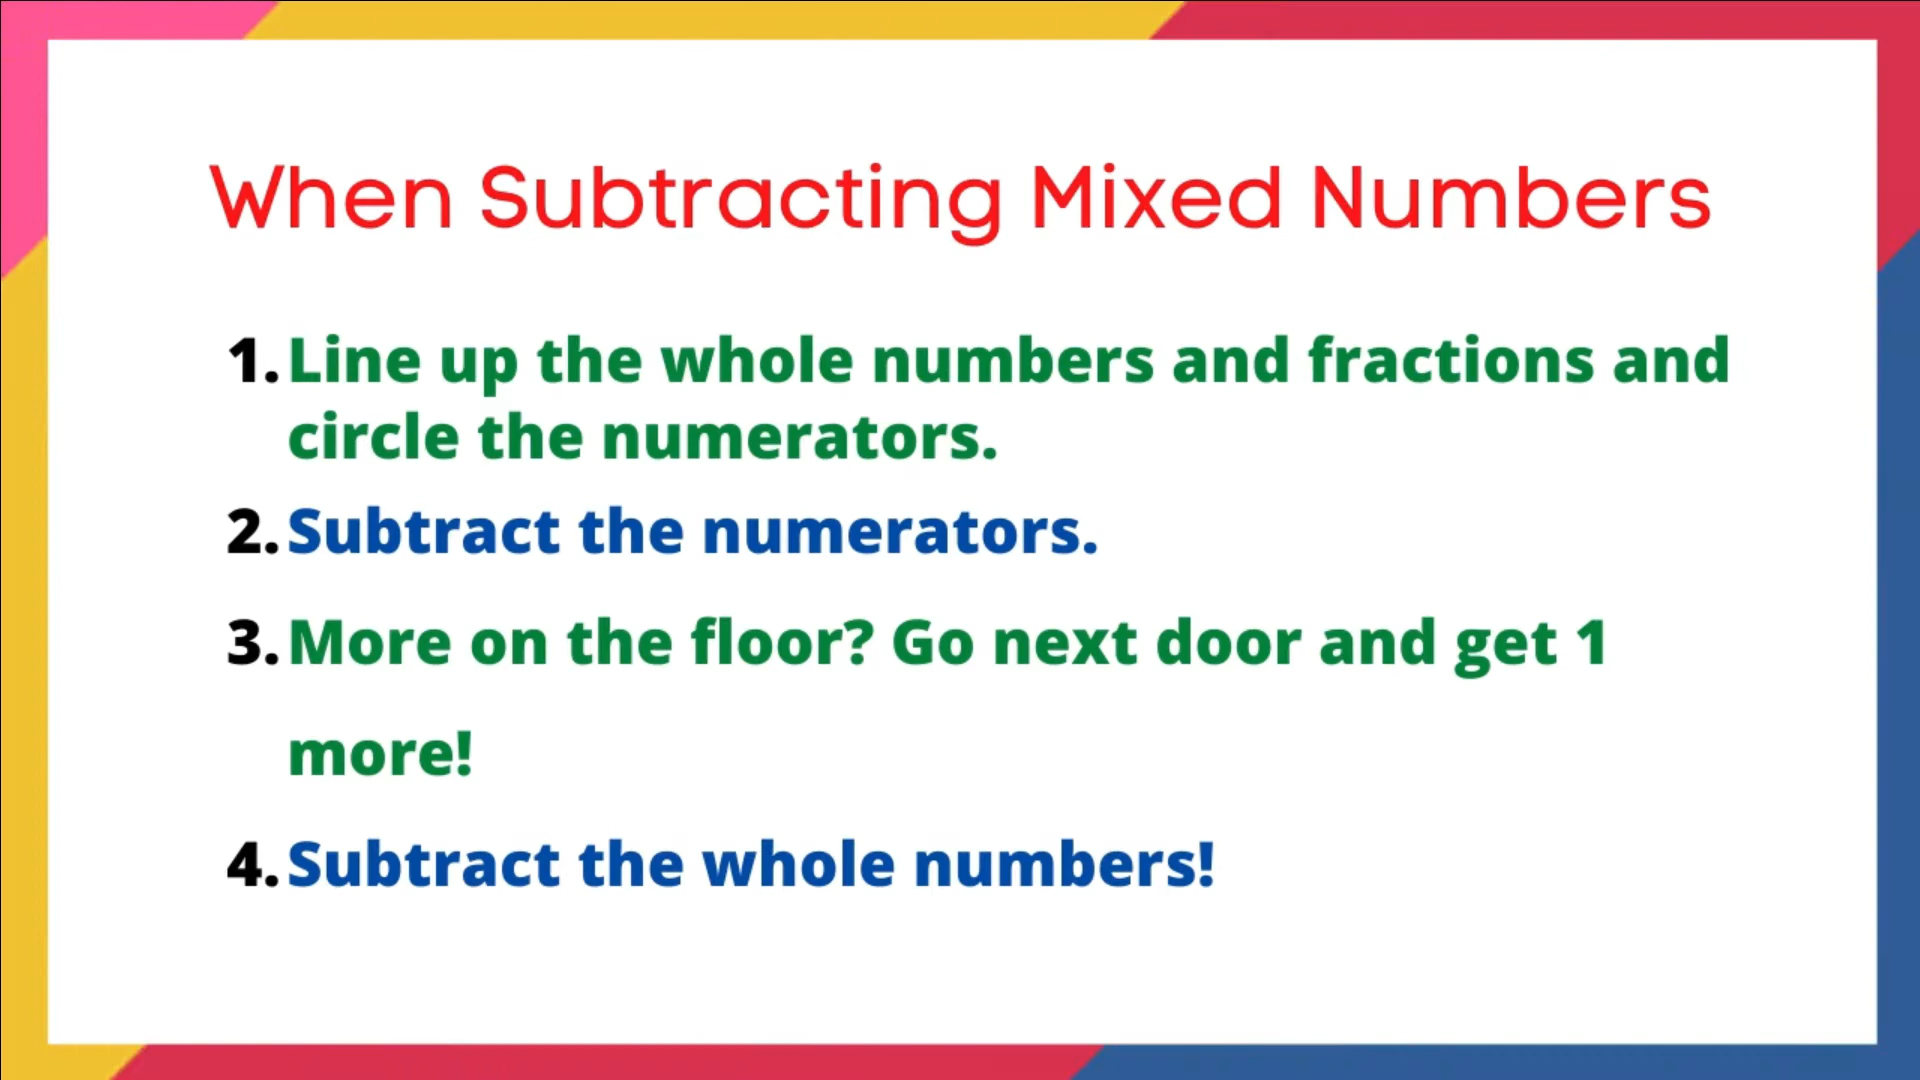 When Subtracting Mixed Numbers
1. Line up the whole numbers and fractions and
circle the numerators.
2. Subtract the numerators.
3. More on the floor? Go next door and get 1
more!
4. Subtract the whole numbers!